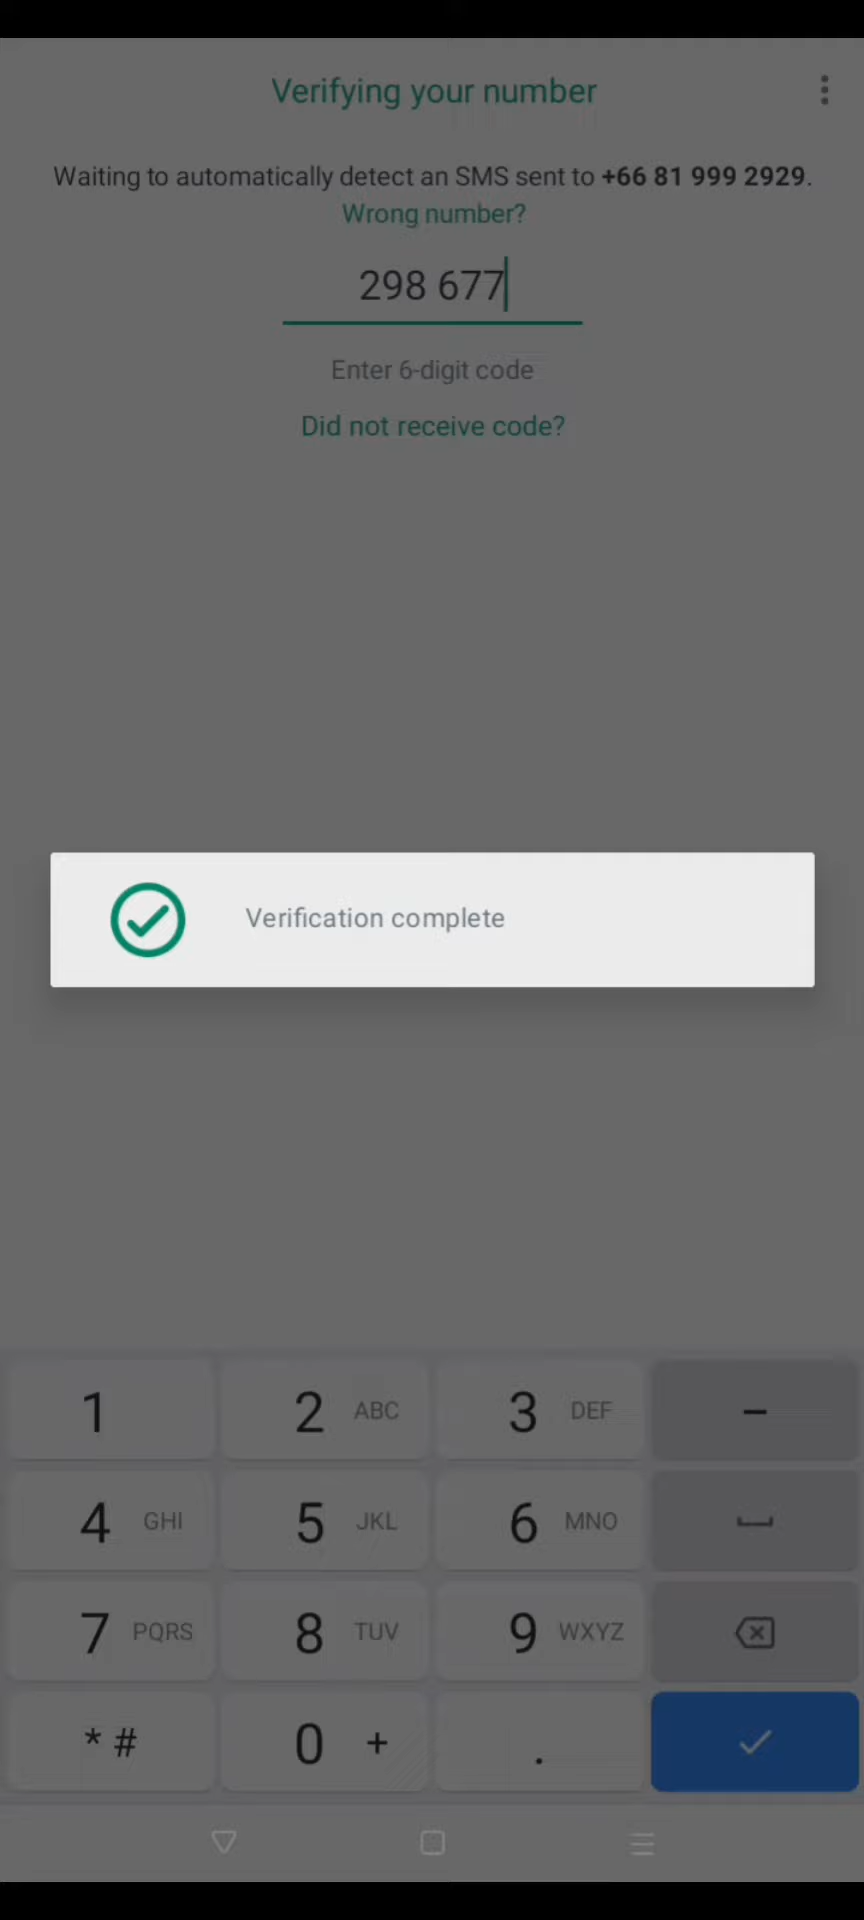 Verifying your number
Waiting to automatically detect an SMS sent to +66 81 999 2929.
Wrong number?
298 677
Enter 6-digit code
Did not receive code?
Verification complete
1 2 ABC 3 DEF –
4 GHI 5 JKL 6 MNO
7 PQRS 8 TUV 9 WXYZ
* # 0 + .